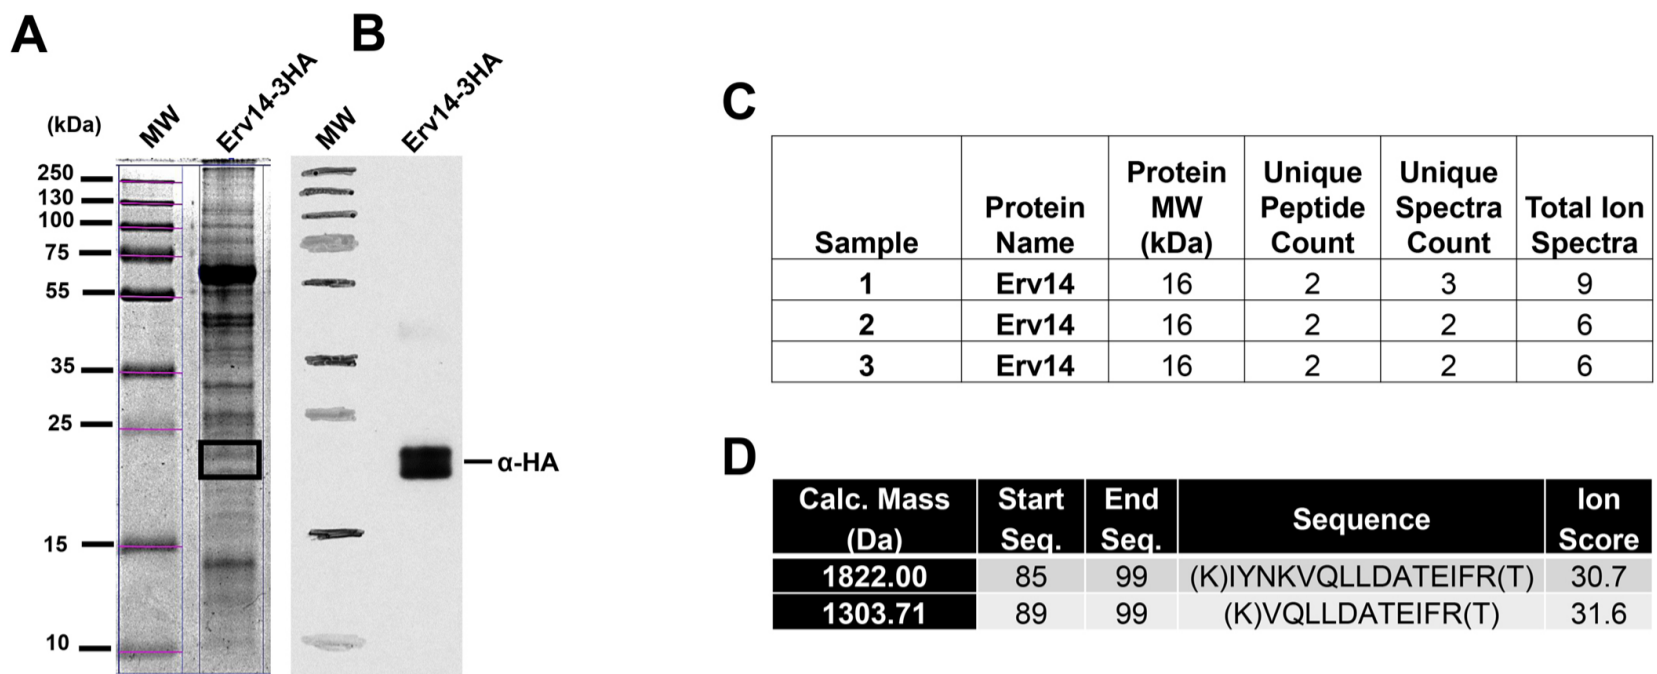 A
B
(kDa)
MW
Erv14-3HA
MW
Erv14-3HA
250
130
100
75
55
35
25
15
10
α-HA
C
Sample
Protein
Name
Protein
MW
(kDa)
Unique
Peptide
Count
Unique
Spectra
Count
Total Ion
Spectra
1 Erv14 16 2 3 9
2 Erv14 16 2 2 6
3 Erv14 16 2 2 6
D
Calc. Mass
(Da)
Start
Seq.
End
Seq.
Sequence
Ion
Score
1822.00 85 99 (K)IYNKVQLLDATEIFR(T) 30.7
1303.71 89 99 (K)VQLLDATEIFR(T) 31.6